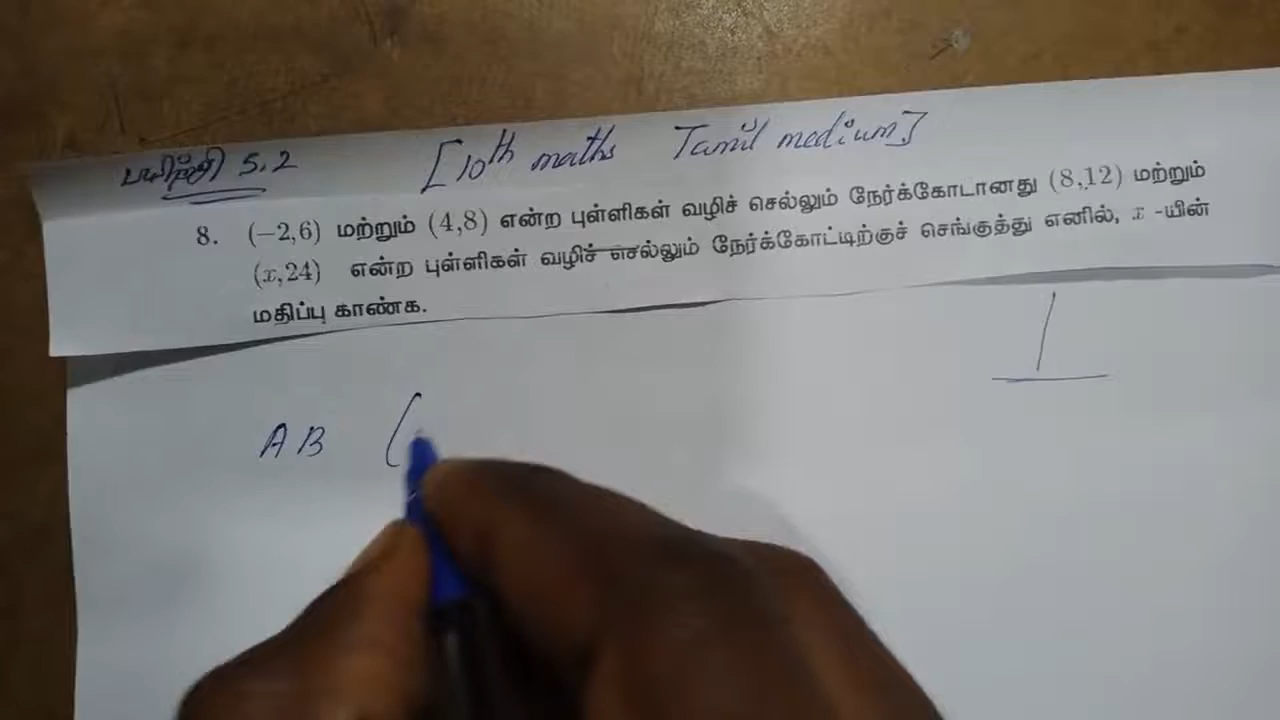 பயிற்சி 5.2 [10th maths Tamil medium]
8. (−2,6) மற்றும் (4,8) என்ற புள்ளிகள் வழிச் செல்லும் நேர்க்கோடானது (8,12) மற்றும்
(x,24) என்ற புள்ளிகள் வழிச் செல்லும் நேர்க்கோட்டிற்குச் செங்குத்து எனில், x -யின்
மதிப்பு காண்க.
AB (